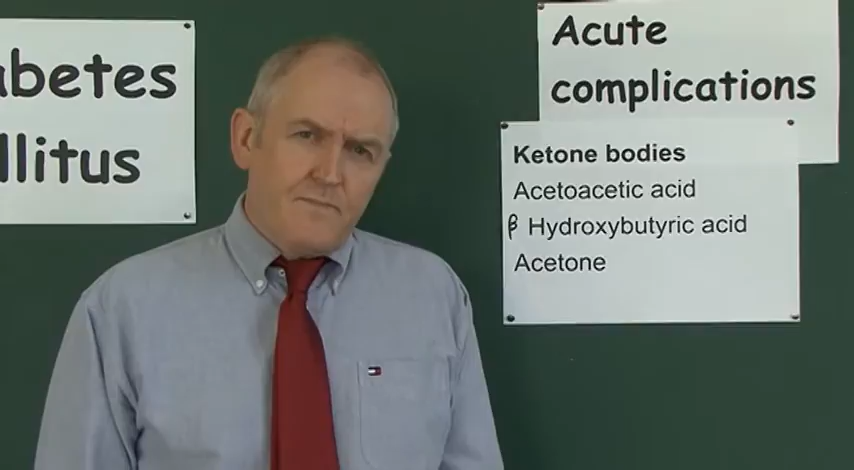 abetes
llitus
Acute
complications
Ketone bodies
Acetoacetic acid
β Hydroxybutyric acid
Acetone